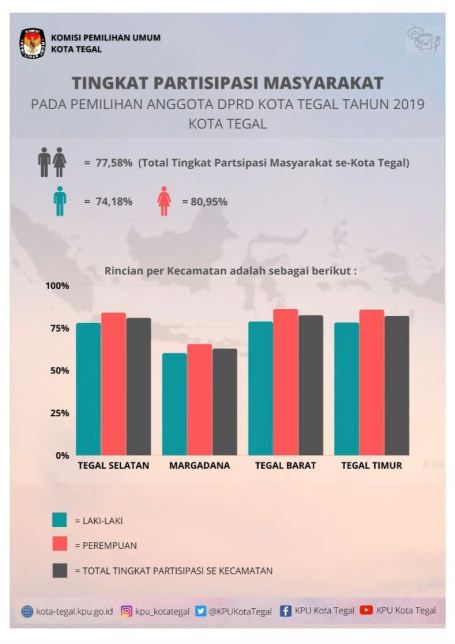 KOMISI PEMILIHAN UMUM
KOTA TEGAL
TINGKAT PARTISIPASI MASYARAKAT
PADA PEMILIHAN ANGGOTA DPRD KOTA TEGAL TAHUN 2019
KOTA TEGAL
= 77,58% (Total Tingkat Partsipasi Masyarakat se-Kota Tegal)
= 74,18% = 80,95%
Rincian per Kecamatan adalah sebagai berikut :
100%
75%
50%
25%
0%
TEGAL SELATAN MARGADANA TEGAL BARAT TEGAL TIMUR
= LAKI-LAKI
= PEREMPUAN
= TOTAL TINGKAT PARTISIPASI SE KECAMATAN
kota-tegal.kpu.go.id kpu_kotategal @KPUKotaTegal KPU Kota Tegal KPU Kota Tegal